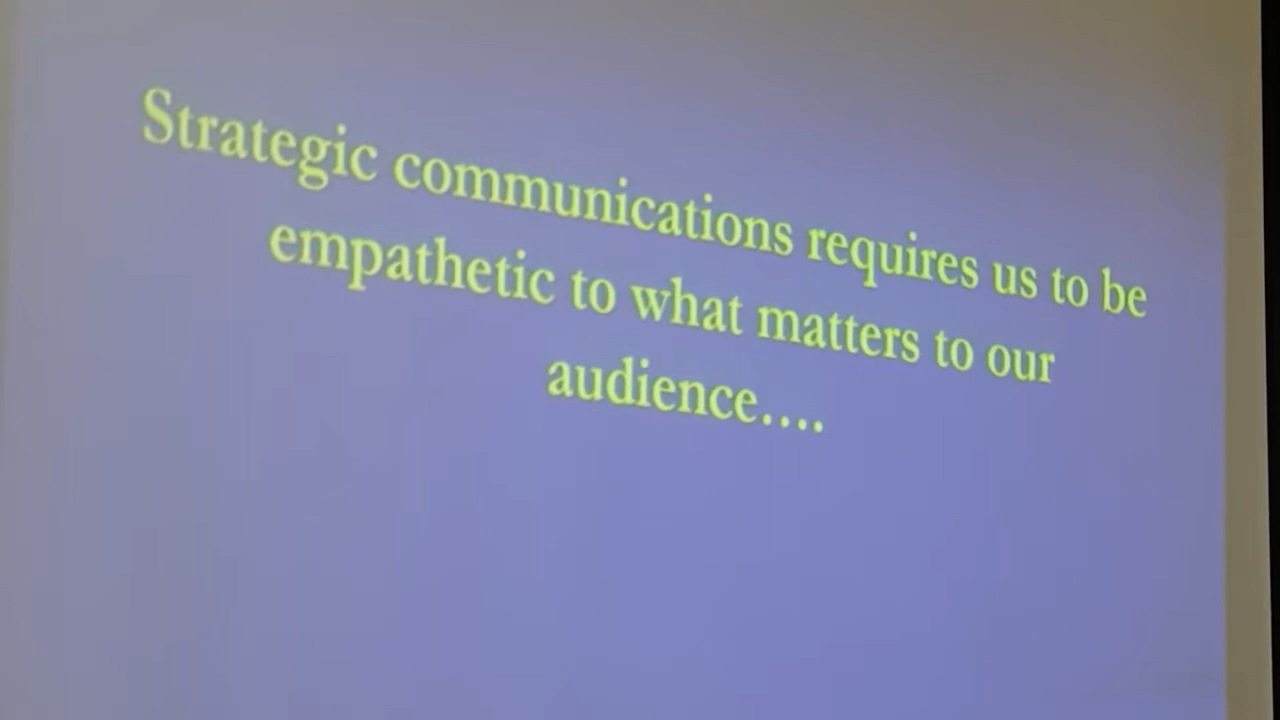 Strategic communications requires us to be
empathetic to what matters to our
audience....